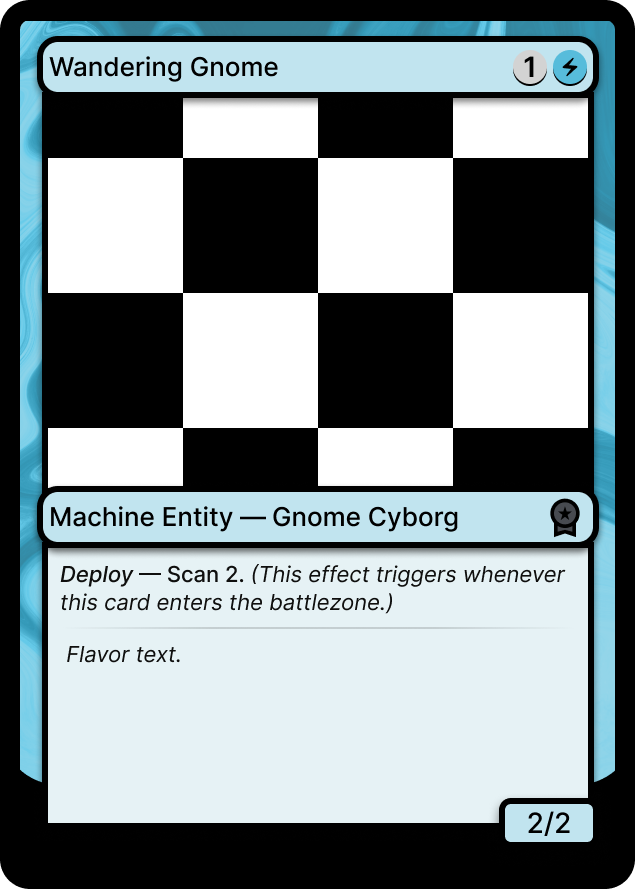 Wandering Gnome 1
Machine Entity — Gnome Cyborg
Deploy — Scan 2. (This effect triggers whenever
this card enters the battlezone.)
Flavor text.
2/2